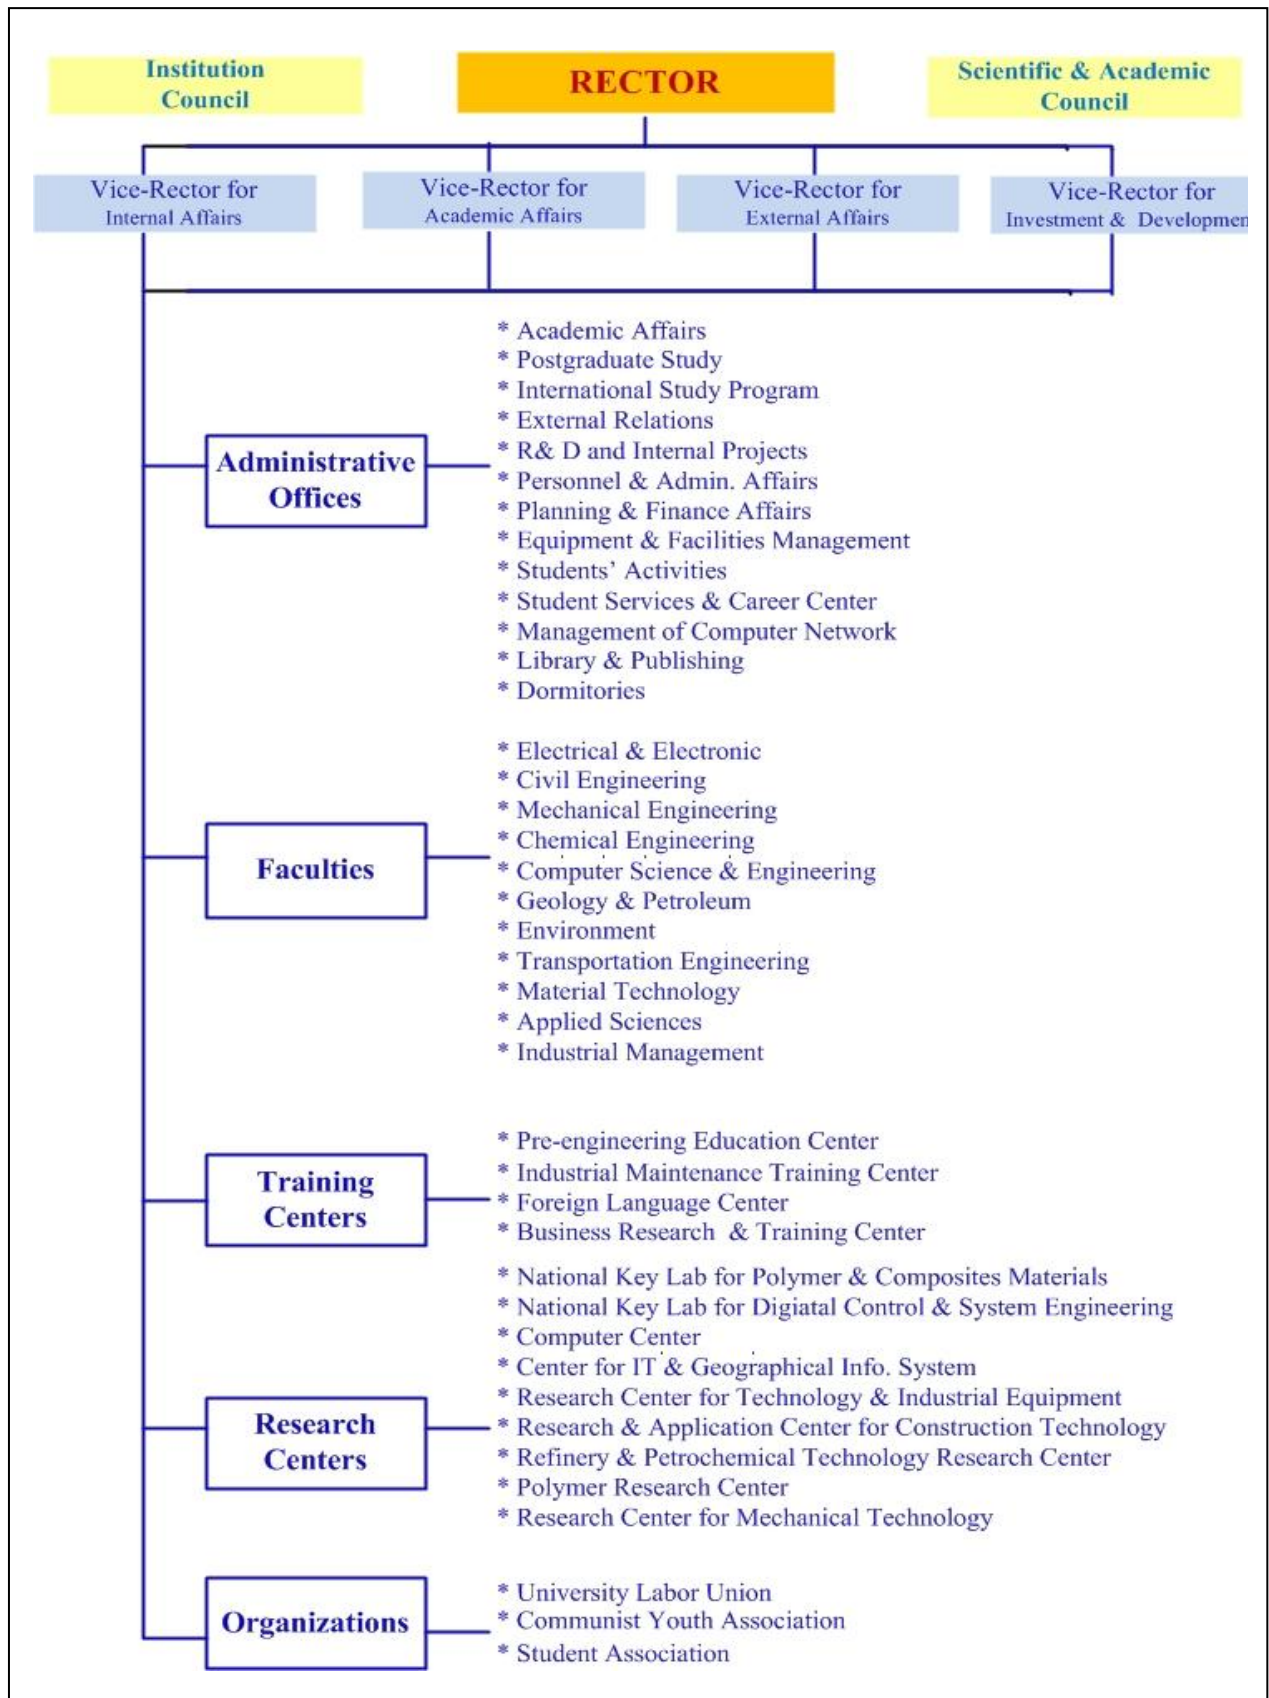 Institution
Council
RECTOR
Scientific & Academic
Council
Vice-Rector for
Internal Affairs
Vice-Rector for
Academic Affairs
Vice-Rector for
External Affairs
Vice-Rector for
Investment & Developmen
Administrative
Offices
* Academic Affairs
* Postgraduate Study
* International Study Program
* External Relations
* R& D and Internal Projects
* Personnel & Admin. Affairs
* Planning & Finance Affairs
* Equipment & Facilities Management
* Students’ Activities
* Student Services & Career Center
* Management of Computer Network
* Library & Publishing
* Dormitories
Faculties
* Electrical & Electronic
* Civil Engineering
* Mechanical Engineering
* Chemical Engineering
* Computer Science & Engineering
* Geology & Petroleum
* Environment
* Transportation Engineering
* Material Technology
* Applied Sciences
* Industrial Management
Training
Centers
* Pre-engineering Education Center
* Industrial Maintenance Training Center
* Foreign Language Center
* Business Research & Training Center
Research
Centers
* National Key Lab for Polymer & Composites Materials
* National Key Lab for Digiatal Control & System Engineering
* Computer Center
* Center for IT & Geographical Info. System
* Research Center for Technology & Industrial Equipment
* Research & Application Center for Construction Technology
* Refinery & Petrochemical Technology Research Center
* Polymer Research Center
* Research Center for Mechanical Technology
Organizations
* University Labor Union
* Communist Youth Association
* Student Association